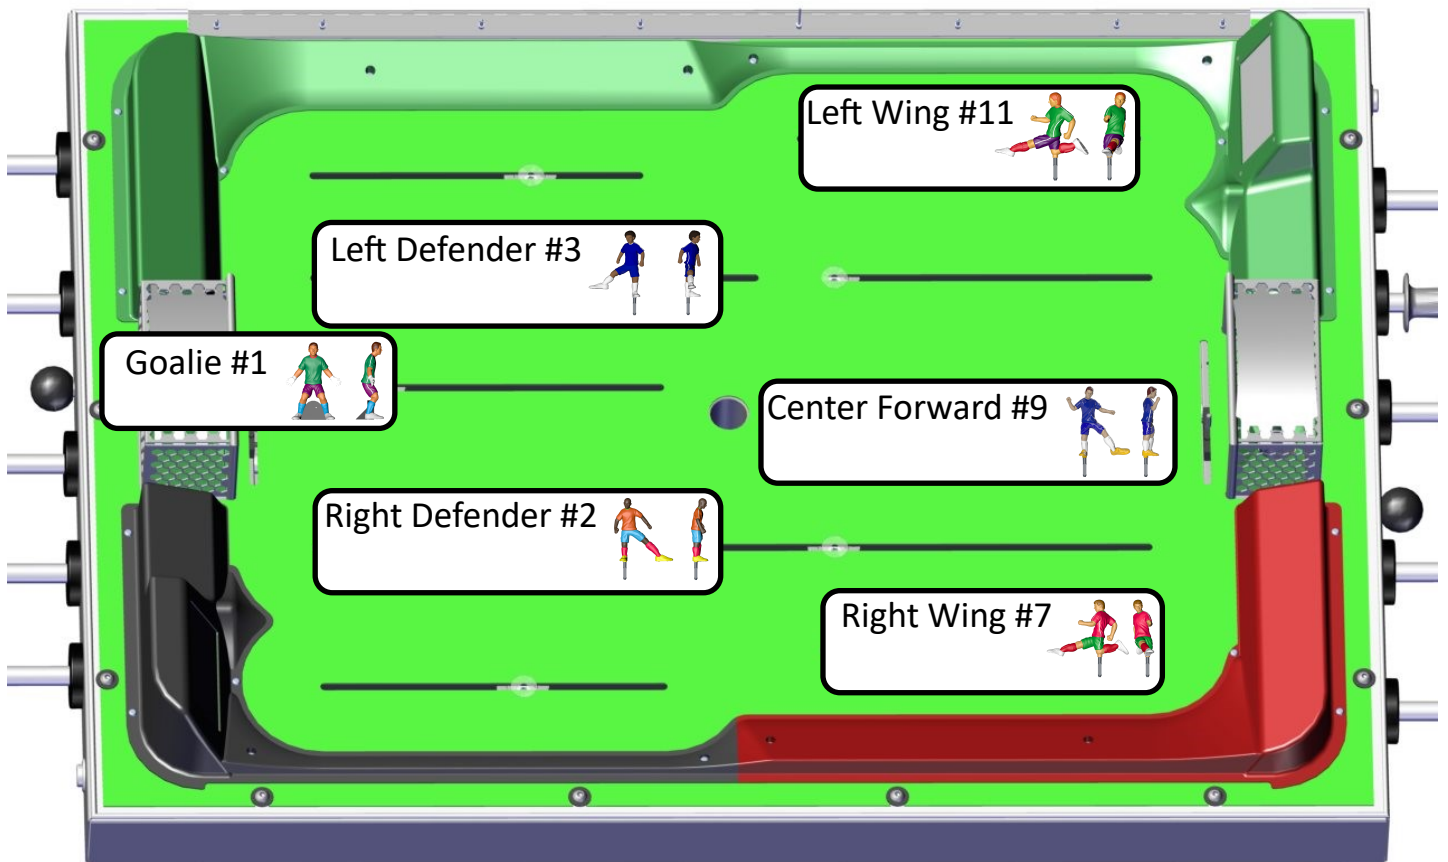 Left Wing #11
Left Defender #3
Goalie #1
Center Forward #9
Right Defender #2
Right Wing #7